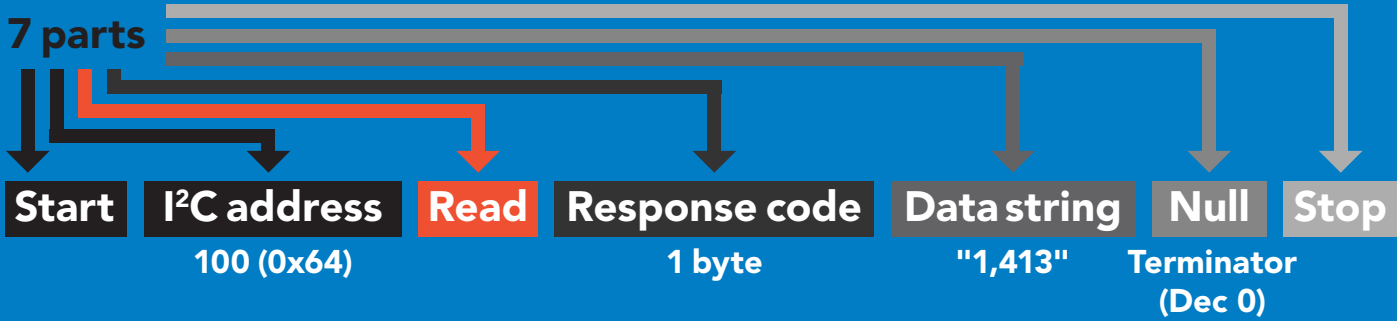 7 parts
Start I²C address Read Response code Data string Null Stop
100 (0x64) 1 byte "1,413" Terminator
(Dec 0)